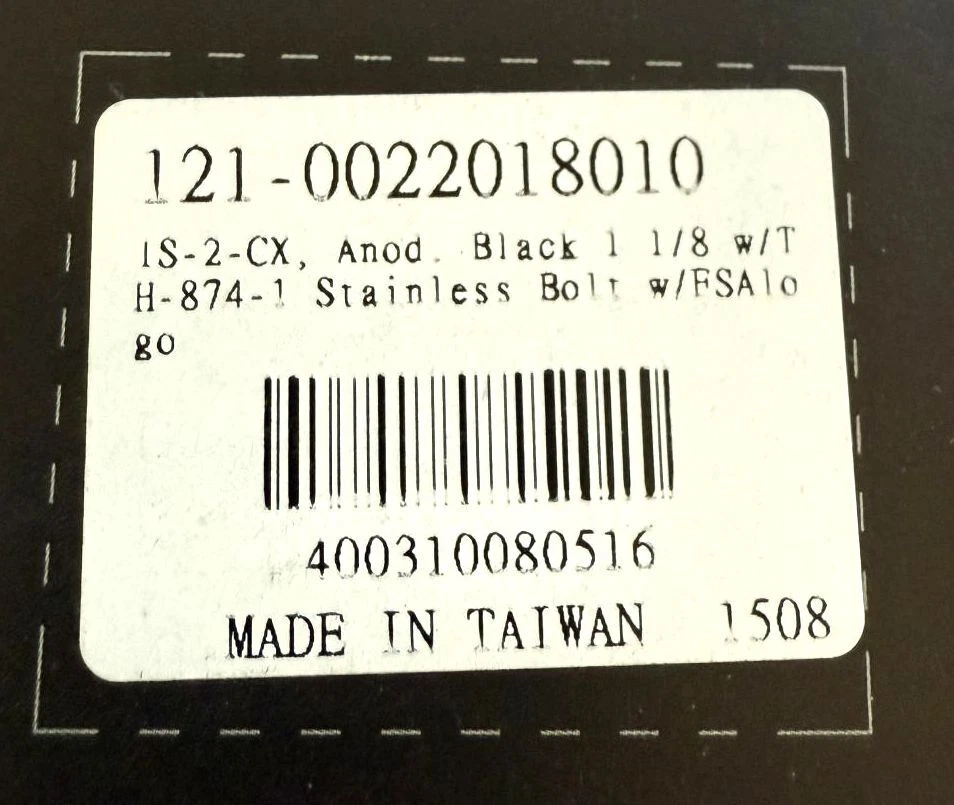 121-0022018010
IS-2-CX, Anod. Black 1 1/8 w/T
H-874-1 Stainless Bolt w/FSAlo
go
400310080516
MADE IN TAIWAN 1508